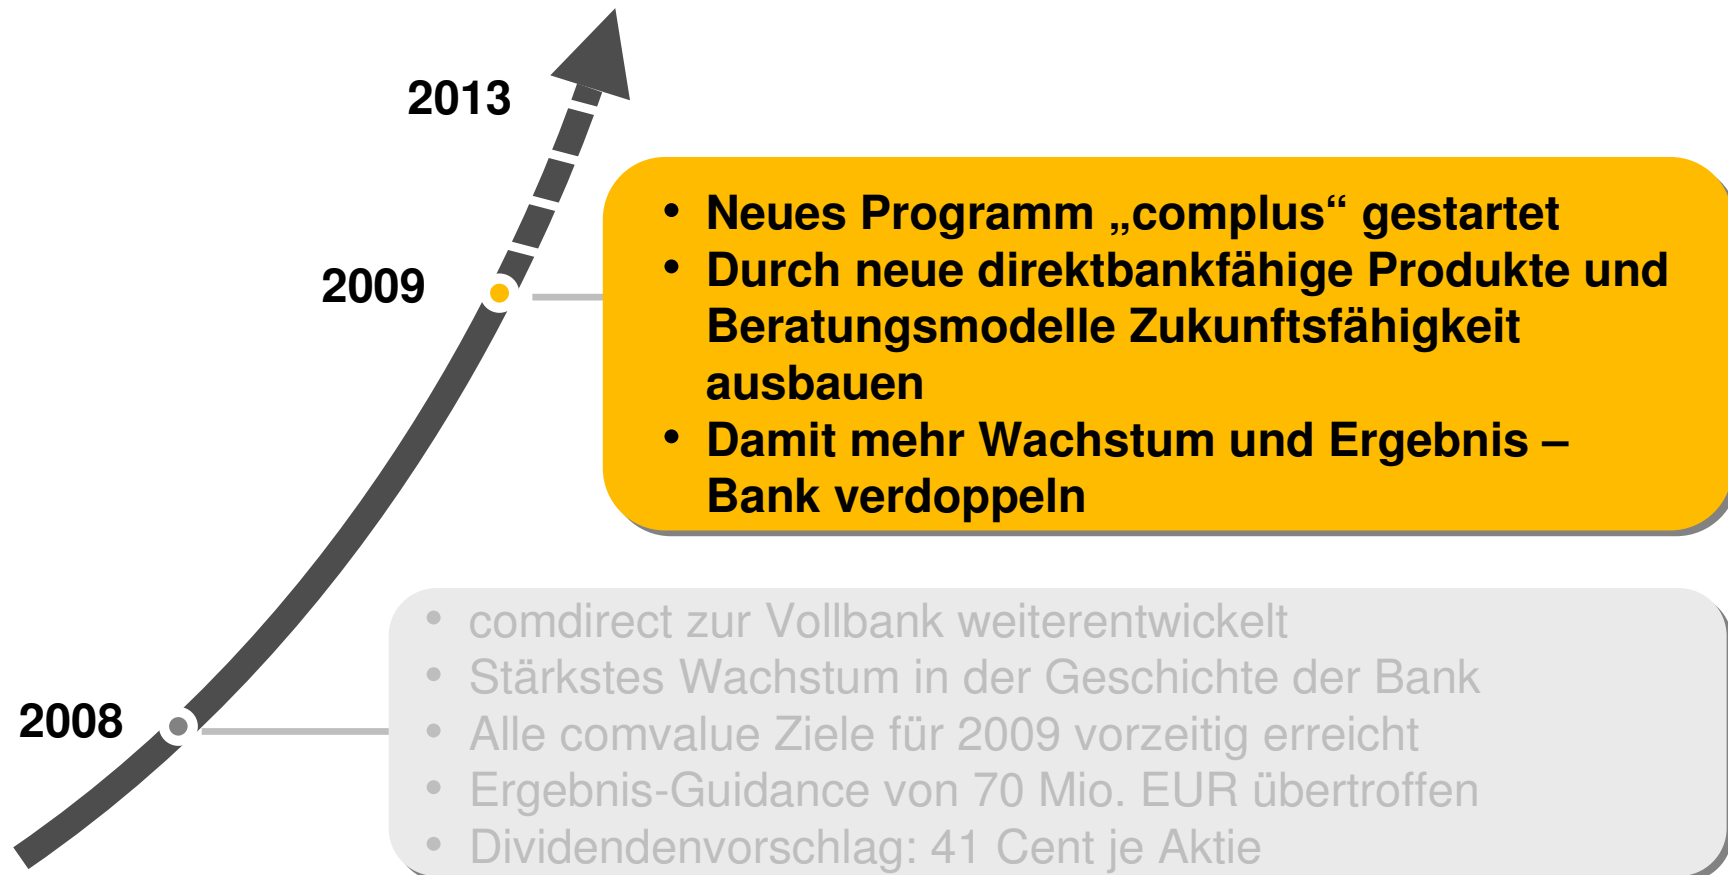 2013
• Neues Programm „complus“ gestartet
• Durch neue direktbankfähige Produkte und
Beratungsmodelle Zukunftsfähigkeit
ausbauen
• Damit mehr Wachstum und Ergebnis –
Bank verdoppeln
2009
• comdirect zur Vollbank weiterentwickelt
• Stärkstes Wachstum in der Geschichte der Bank
• Alle comvalue Ziele für 2009 vorzeitig erreicht
• Ergebnis-Guidance von 70 Mio. EUR übertroffen
• Dividendenvorschlag: 41 Cent je Aktie
2008